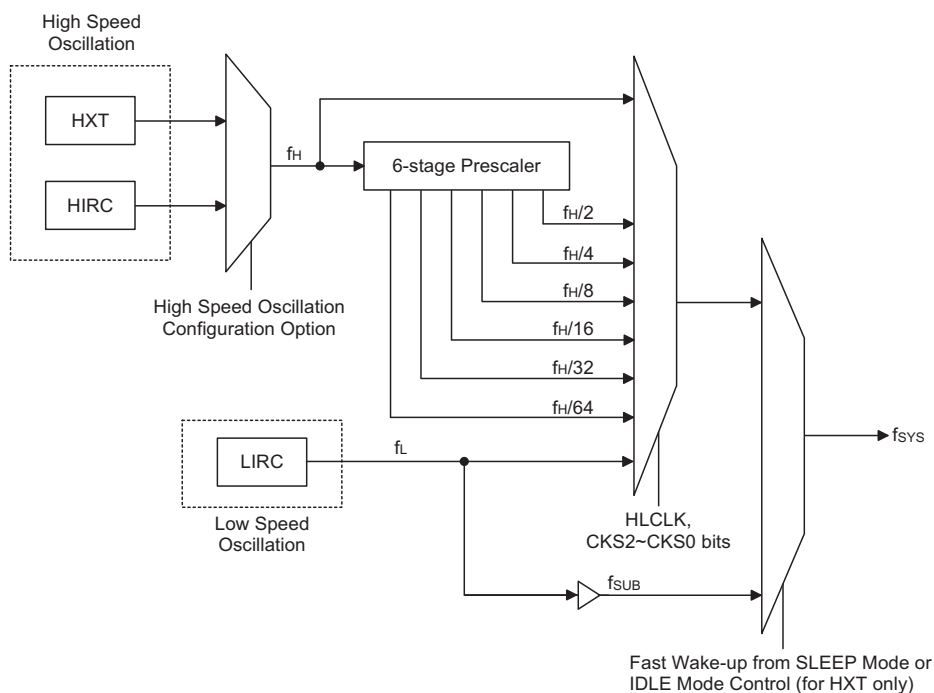 High Speed
Oscillation
HXT
HIRC
fH
6-stage Prescaler
fH/2
fH/4
fH/8
fH/16
fH/32
fH/64
High Speed Oscillation
Configuration Option
LIRC
fL
Low Speed
Oscillation
HLCLK,
CKS2~CKS0 bits
fSUB
fSYS
Fast Wake-up from SLEEP Mode or
IDLE Mode Control (for HXT only)